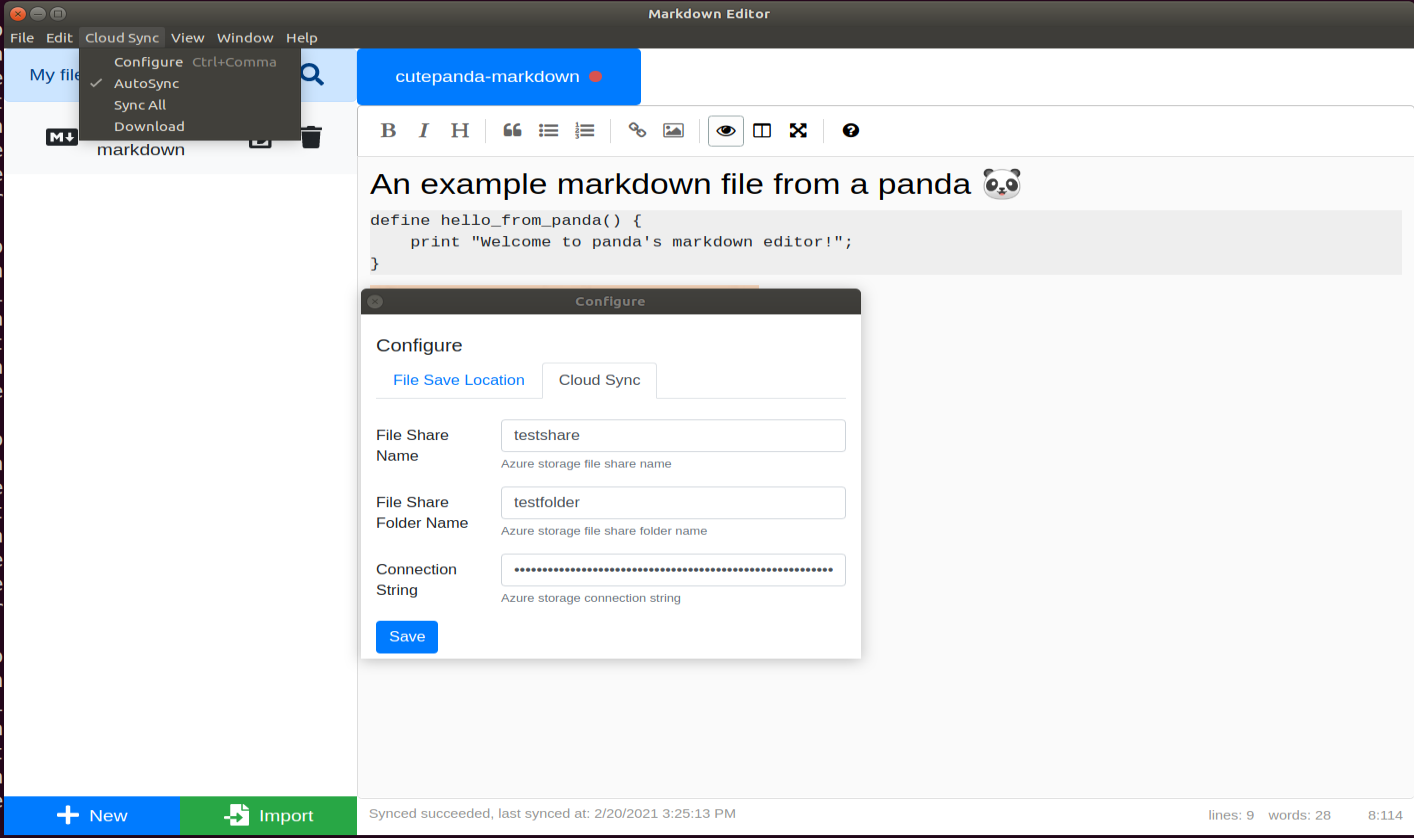 Markdown Editor
File Edit Cloud Sync View Window Help
Configure Ctrl+Comma
AutoSync
Sync All
Download
My file
markdown
cutepanda-markdown
B I H
An example markdown file from a panda 🐼
define hello_from_panda() {
    print "Welcome to panda's markdown editor!";
}
Configure
Configure
File Save Location Cloud Sync
File Share
Name
testshare
Azure storage file share name
File Share
Folder Name
testfolder
Azure storage file share folder name
Connection
String
••••••••••••••••••••••••••••••••••••••••••••••••••••••••••
Azure storage connection string
Save
New Import
Synced succeeded, last synced at: 2/20/2021 3:25:13 PM
lines: 9 words: 28 8:114